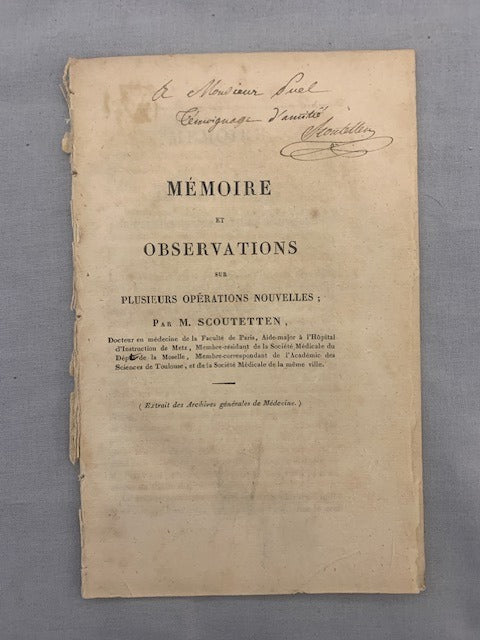 A Monsieur Puel
Témoignage d'amitié
Scoutetten
MÉMOIRE
ET
OBSERVATIONS
SUR
PLUSIEURS OPÉRATIONS NOUVELLES ;
PAR M. SCOUTETTEN,
Docteur en médecine de la Faculté de Paris, Aide-major à l'Hôpital
d'Instruction de Metz, Membre-résidant de la Société Médicale du
Dépt de la Moselle, Membre-correspondant de l'Académie des
Sciences de Toulouse, et de la Société Médicale de la même ville.
( Extrait des Archives générales de Médecine. )